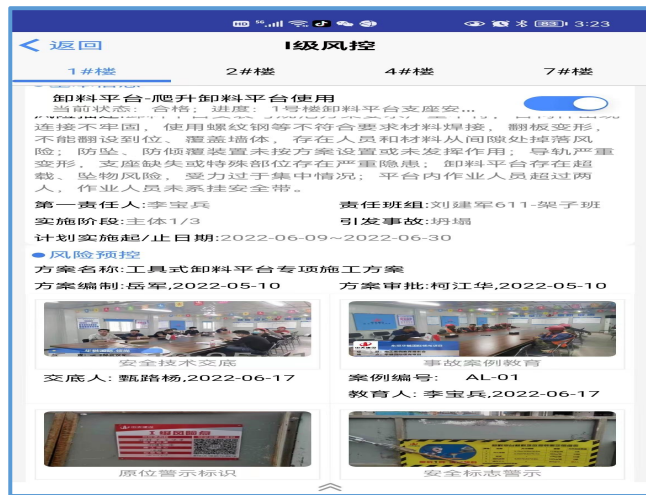 HD 5G 83 3:23
返回 I级风控
1#楼 2#楼 4#楼 7#楼
卸料平台-爬升卸料平台使用
当前状态：合格；进度：1号楼卸料平台支座安...
连接不牢固，使用螺纹钢等不符合要求材料焊接，翻板变形，
不能翻设到位、覆盖墙体，存在人员和材料从间隙处掉落风
险；防坠、防倾覆装置未按方案设置或未发挥作用；导轨严重
变形，支座缺失或特殊部位存在严重隐患；卸料平台存在超
载、坠物风险，受力过于集中情况；平台内作业人员超过两
人，作业人员未系挂安全带。
第一责任人:李宝兵 责任班组:刘建军611-架子班
实施阶段:主体1/3 引发事故:坍塌
计划实施起/止日期:2022-06-09~2022-06-30
风险预控
方案名称:工具式卸料平台专项施工方案
方案编制:岳军,2022-05-10 方案审批:柯江华,2022-05-10
安全技术交底 事故案例教育
交底人: 甄路杨,2022-06-17 案例编号: AL-01
教育人: 李宝兵,2022-06-17
I级风险点
原位警示标识 安全标志警示